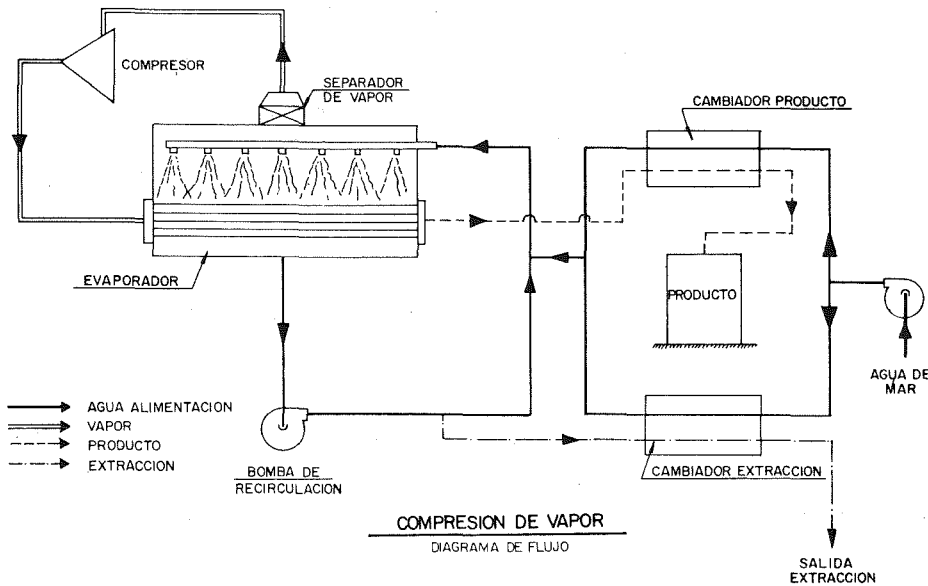 COMPRESOR
SEPARADOR
DE VAPOR
CAMBIADOR PRODUCTO
EVAPORADOR
PRODUCTO
AGUA DE
MAR
AGUA ALIMENTACION
VAPOR
PRODUCTO
EXTRACCION
BOMBA DE
RECIRCULACION
CAMBIADOR EXTRACCION
COMPRESION DE VAPOR
DIAGRAMA DE FLUJO
SALIDA
EXTRACCION